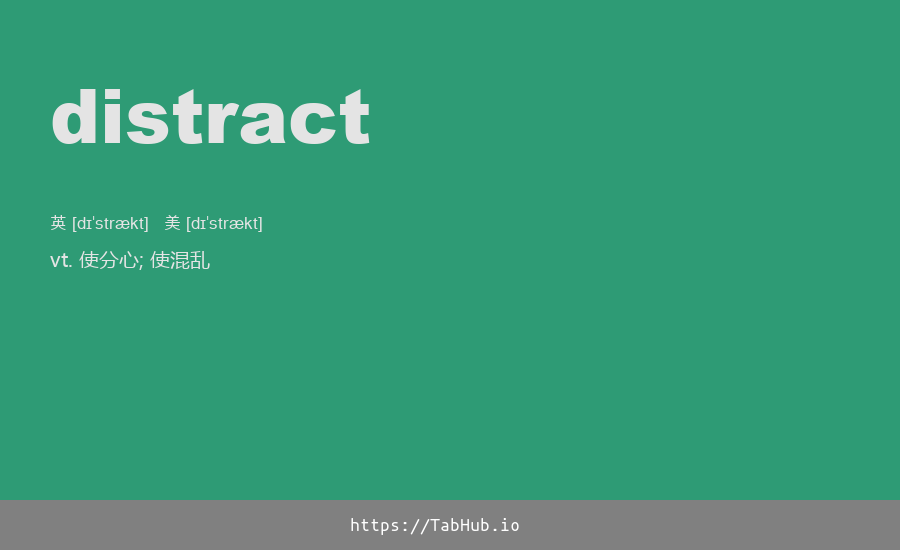 distract
英 [dɪˈstrækt] 美 [dɪˈstrækt]
vt. 使分心; 使混乱
https://TabHub.io